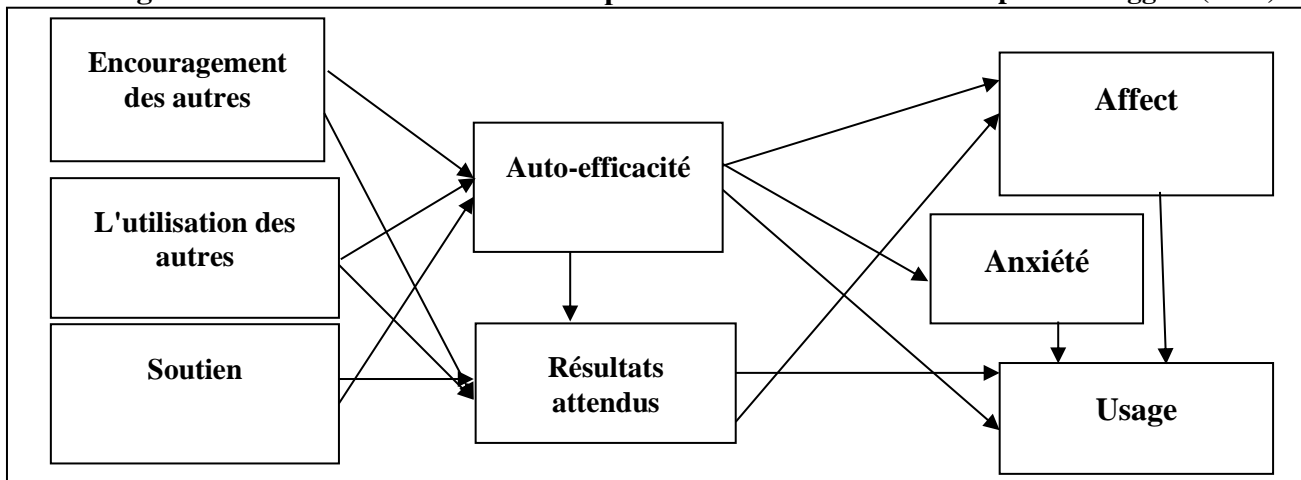 Encouragement
des autres
L'utilisation des
autres
Soutien
Auto-efficacité
Résultats
attendus
Affect
Anxiété
Usage